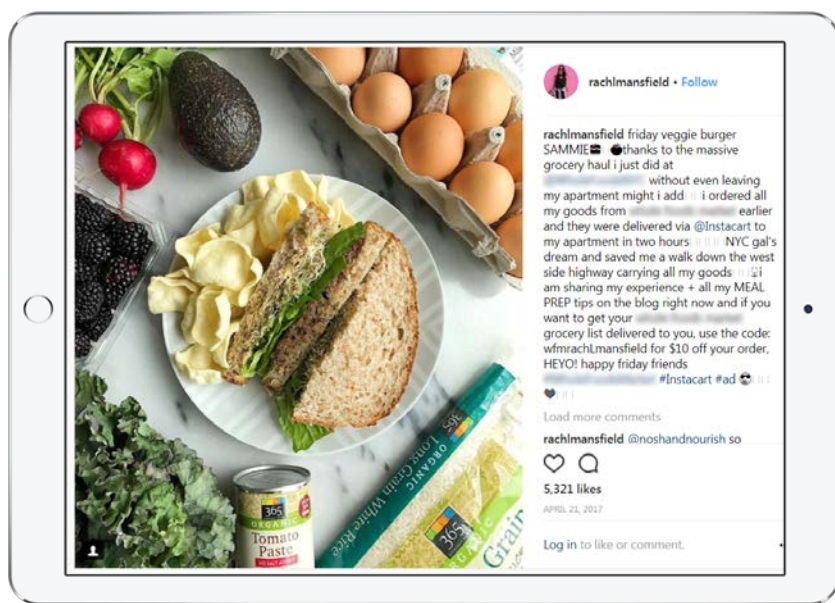 rachlmansfield • Follow
rachlmansfield friday veggie burger
SAMMIE thanks to the massive
grocery haul i just did at
without even leaving
my apartment might i add i ordered all
my goods from earlier
and they were delivered via @Instacart to
my apartment in two hours NYC gal's
dream and saved me a walk down the west
side highway carrying all my goods i
am sharing my experience + all my MEAL
PREP tips on the blog right now and if you
want to get your
grocery list delivered to you, use the code:
wfmrachLmansfield for $10 off your order,
HEYO! happy friday friends
#Instacart #ad
Load more comments
rachlmansfield @noshandnourish so
5,321 likes
APRIL 21, 2017
Log in to like or comment.
365
ORGANIC
Tomato
Paste
NO SALT ADDED
ORGANIC
Long Grain White Rice
365
Grain